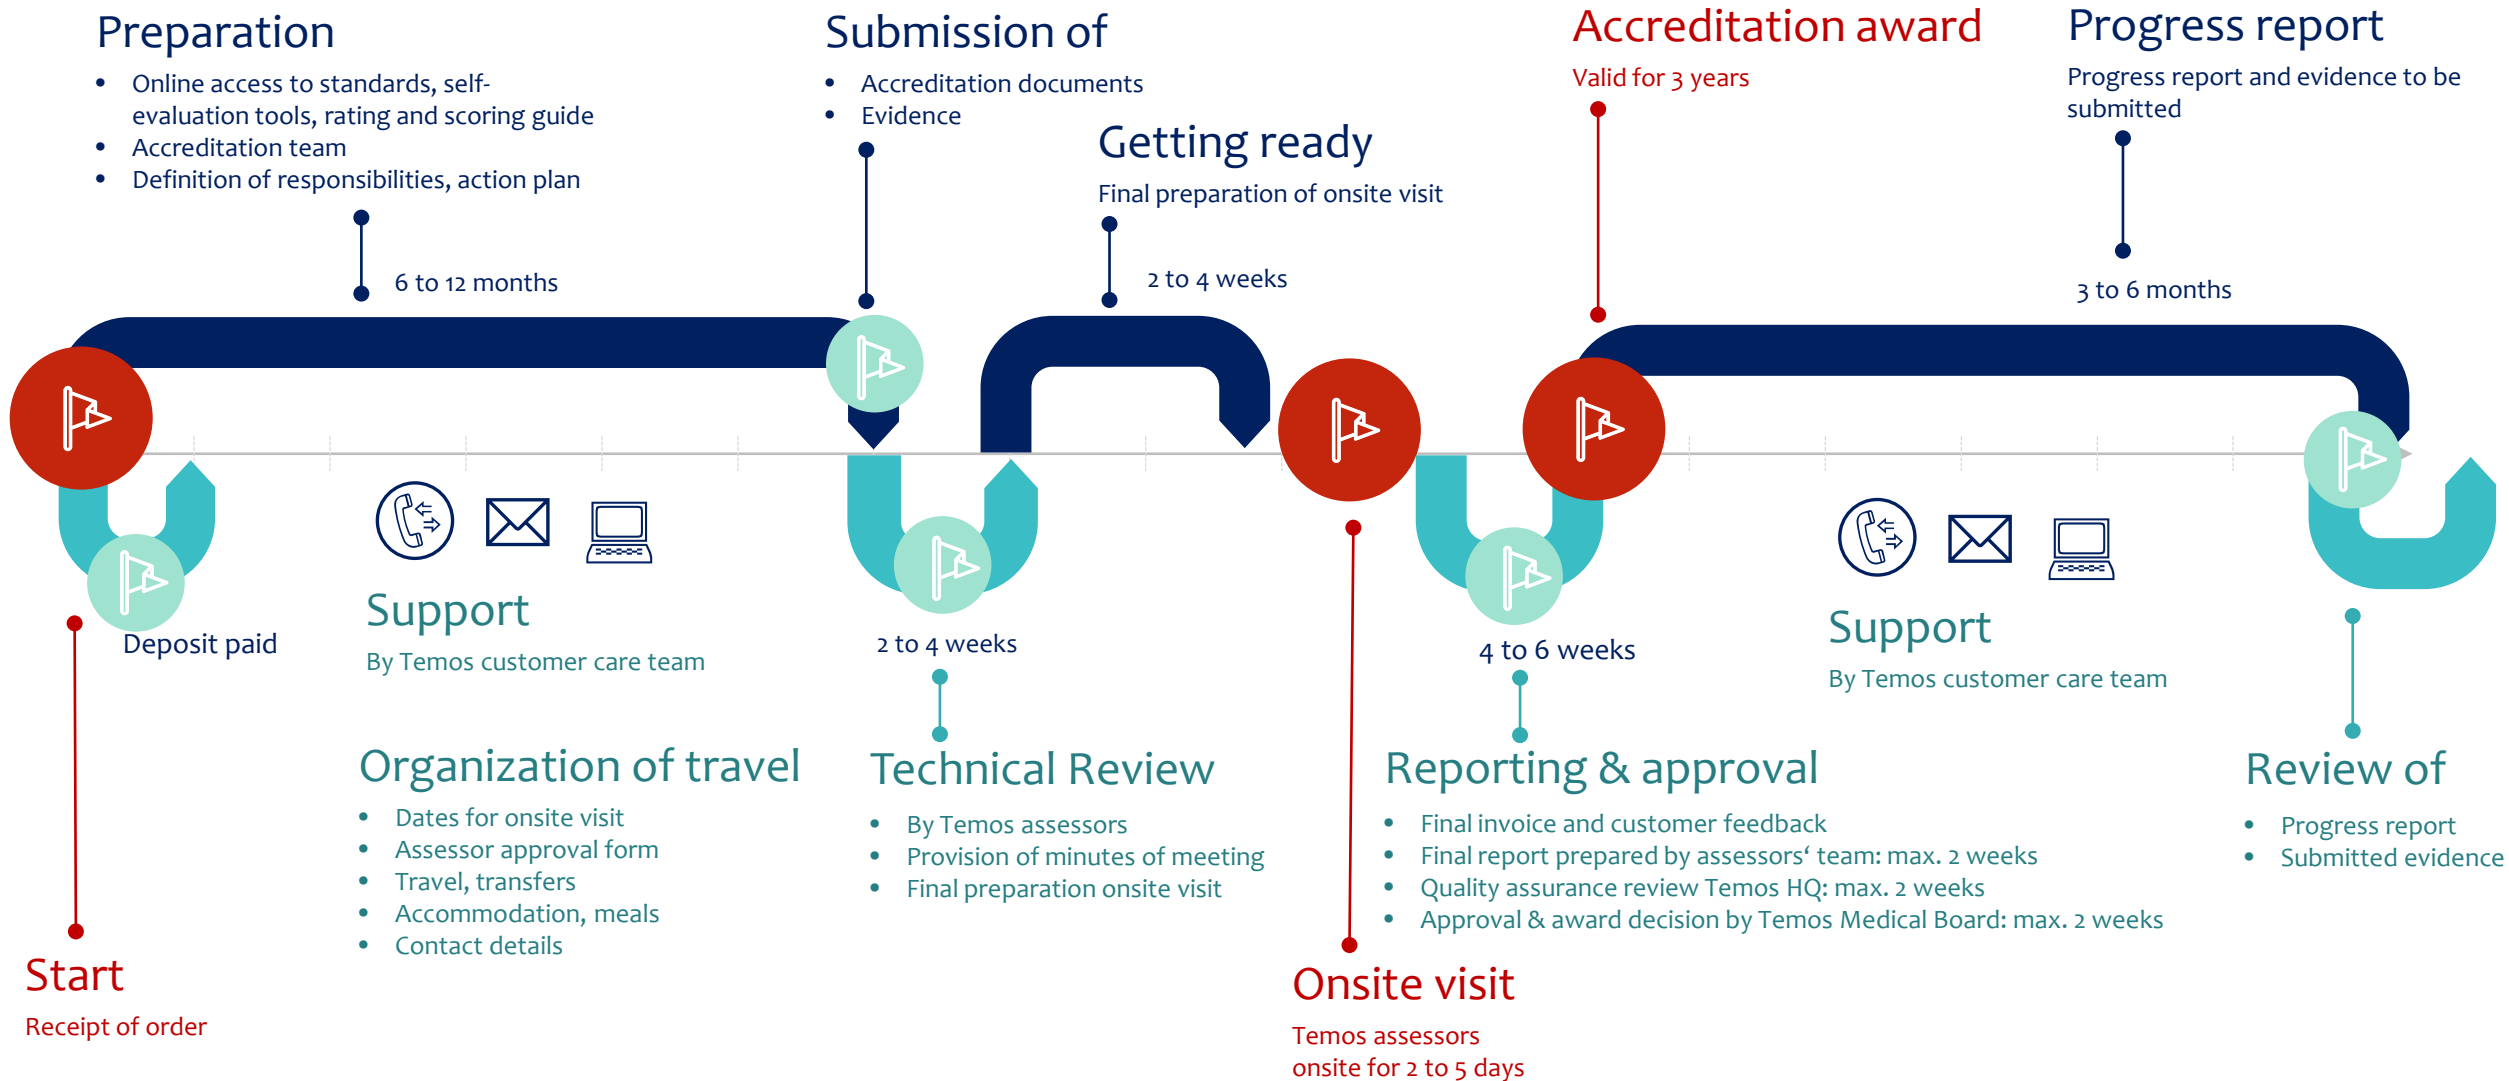 Preparation
• Online access to standards, self-
evaluation tools, rating and scoring guide
• Accreditation team
• Definition of responsibilities, action plan
6 to 12 months
Submission of
• Accreditation documents
• Evidence
Getting ready
Final preparation of onsite visit
2 to 4 weeks
Accreditation award
Valid for 3 years
Progress report
Progress report and evidence to be
submitted
3 to 6 months
Deposit paid
Start
Receipt of order
Support
By Temos customer care team
Organization of travel
• Dates for onsite visit
• Assessor approval form
• Travel, transfers
• Accommodation, meals
• Contact details
2 to 4 weeks
Technical Review
• By Temos assessors
• Provision of minutes of meeting
• Final preparation onsite visit
Onsite visit
Temos assessors
onsite for 2 to 5 days
4 to 6 weeks
Reporting & approval
• Final invoice and customer feedback
• Final report prepared by assessors‘ team: max. 2 weeks
• Quality assurance review Temos HQ: max. 2 weeks
• Approval & award decision by Temos Medical Board: max. 2 weeks
Support
By Temos customer care team
Review of
• Progress report
• Submitted evidence